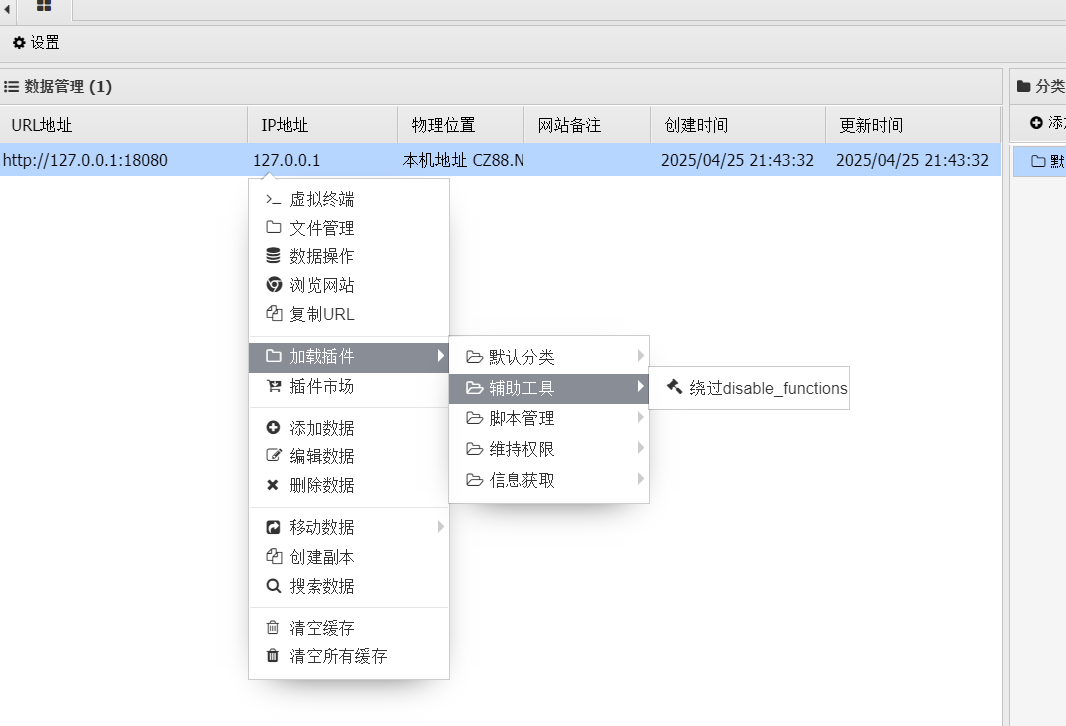 设置
数据管理 (1)
分类
URL地址 IP地址 物理位置 网站备注 创建时间 更新时间
http://127.0.0.1:18080 127.0.0.1 本机地址 CZ88.N 2025/04/25 21:43:32 2025/04/25 21:43:32
虚拟终端
文件管理
数据操作
浏览网站
复制URL
加载插件
插件市场
添加数据
编辑数据
删除数据
移动数据
创建副本
搜索数据
清空缓存
清空所有缓存
默认分类
辅助工具
脚本管理
维持权限
信息获取
绕过disable_functions